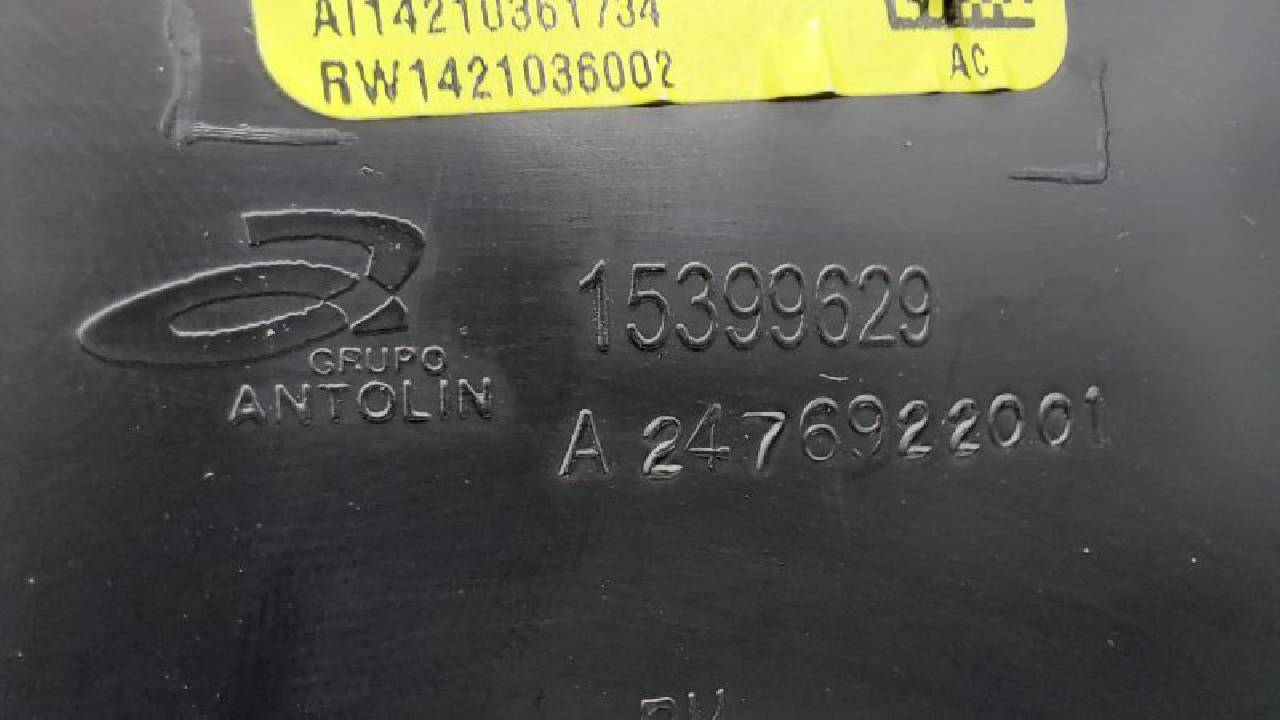 AI14210361734
RW1421036002
AC
GRUPO
ANTOLIN
15399629
A 2476922001